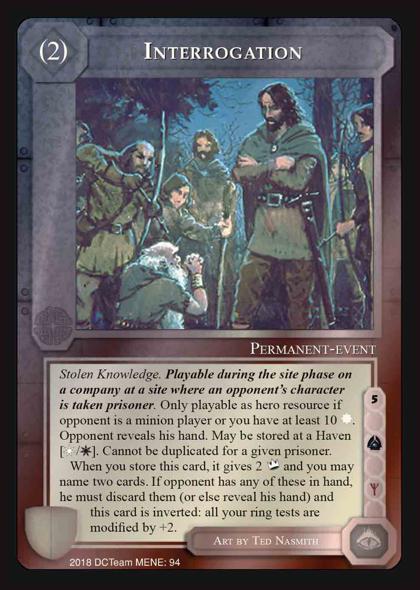 (2)
INTERROGATION
PERMANENT-EVENT
Stolen Knowledge. Playable during the site phase on
a company at a site where an opponent's character
is taken prisoner. Only playable as hero resource if
opponent is a minion player or you have at least 10 .
Opponent reveals his hand. May be stored at a Haven
[ / ]. Cannot be duplicated for a given prisoner.
When you store this card, it gives 2 and you may
name two cards. If opponent has any of these in hand,
he must discard them (or else reveal his hand) and
this card is inverted: all your ring tests are
modified by +2.
5
ART BY TED NASMITH
2018 DCTeam MENE: 94